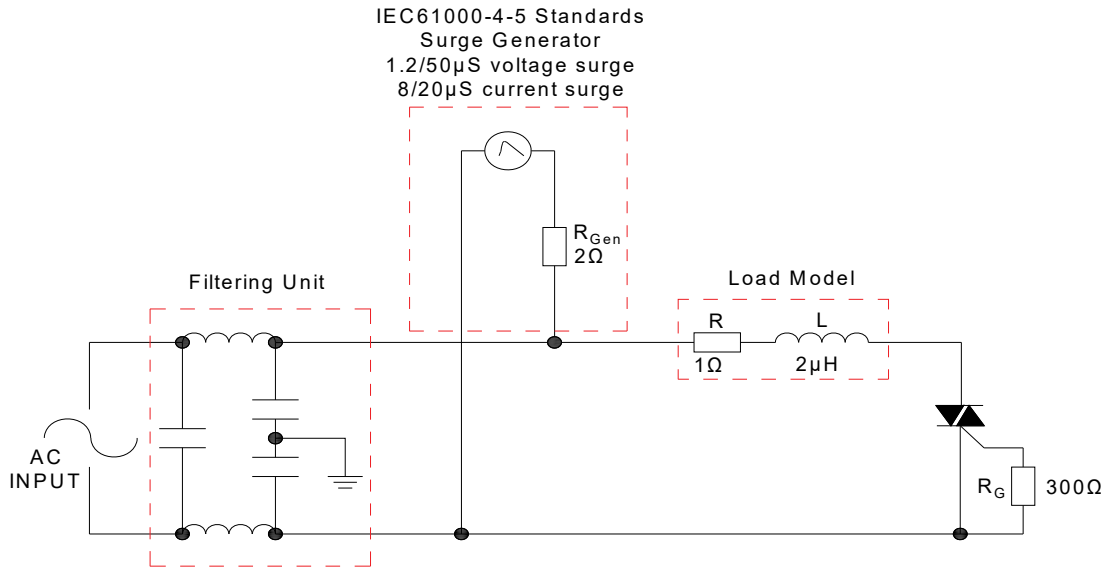 IEC61000-4-5 Standards
Surge Generator
1.2/50µS voltage surge
8/20µS current surge
RGen
2Ω
Filtering Unit
Load Model
R
L
1Ω
2µH
AC
INPUT
RG
300Ω